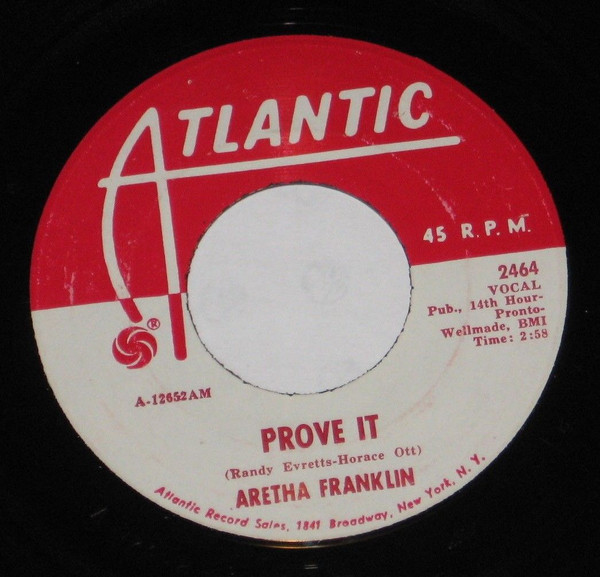 ATLANTIC
45 R.P.M.
2464
VOCAL
Pub., 14th Hour-
Pronto-
Wellmade, BMI
Time: 2:58
®
A-12652AM
PROVE IT
(Randy Evretts-Horace Ott)
ARETHA FRANKLIN
Atlantic Record Sales, 1841 Broadway, New York, N.Y.